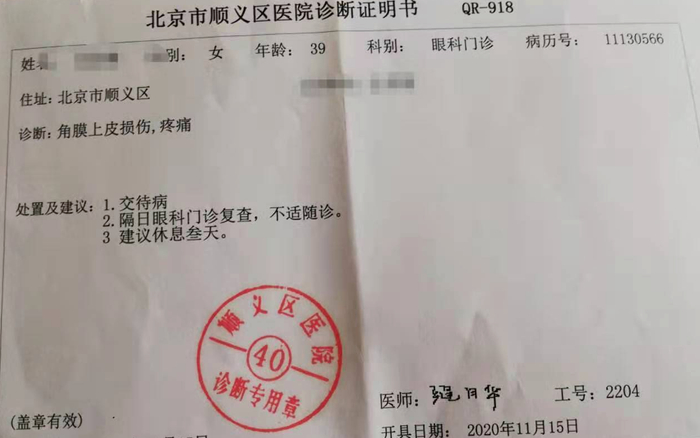 北京市顺义区医院诊断证明书 QR-918
姓名 别: 女 年龄: 39 科别: 眼科门诊 病历号: 11130566
住址: 北京市顺义区
诊断: 角膜上皮损伤,疼痛
处置及建议: 1.交待病
2.隔日眼科门诊复查，不适随诊。
3 建议休息叁天。
顺义区医院
40
诊断专用章
医师: 工号: 2204
(盖章有效)
开具日期: 2020年11月15日